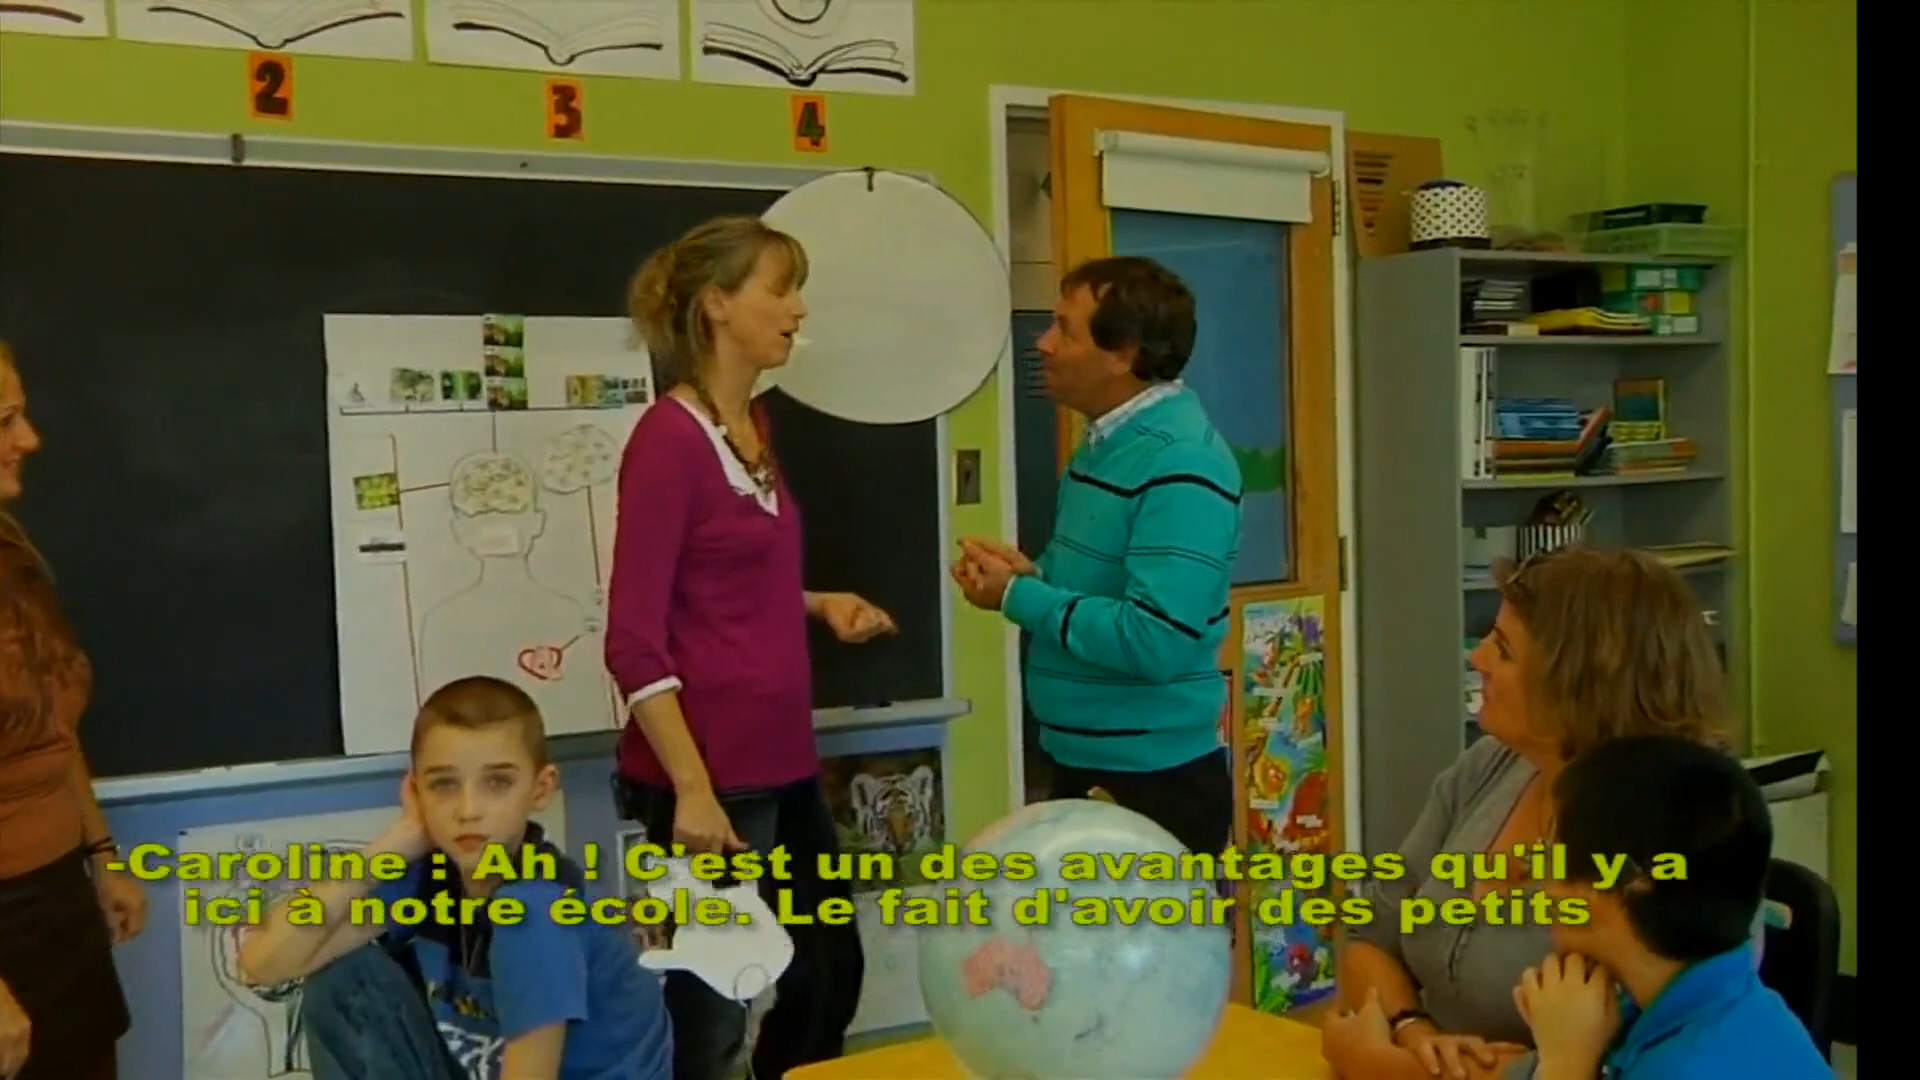 2
3
4
-Caroline : Ah ! C'est un des avantages qu'il y a
ici à notre école. Le fait d'avoir des petits